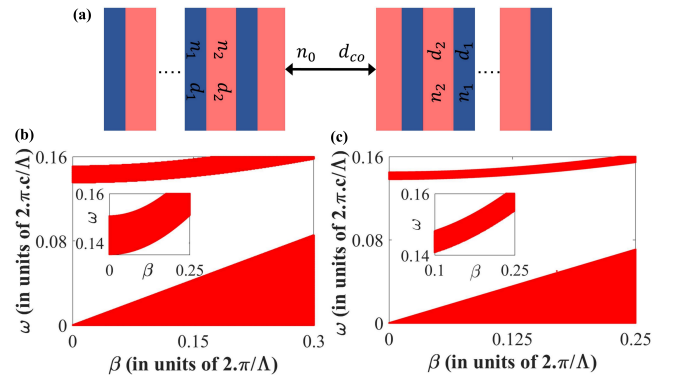 (a)
n₁ n₂ n₀ d_co d₂ d₁
d₁ d₂ n₂ n₁
(b)
0.16
0.08
0
0 0.15 0.3
ω (in units of 2.π.c/Λ)
β (in units of 2.π/Λ)
0.16
0.14
ω
0 0.25
β
(c)
0.16
0.08
0
0 0.125 0.25
ω (in units of 2.π.c/Λ)
β (in units of 2.π/Λ)
0.16
0.14
ω
0.1 0.25
β